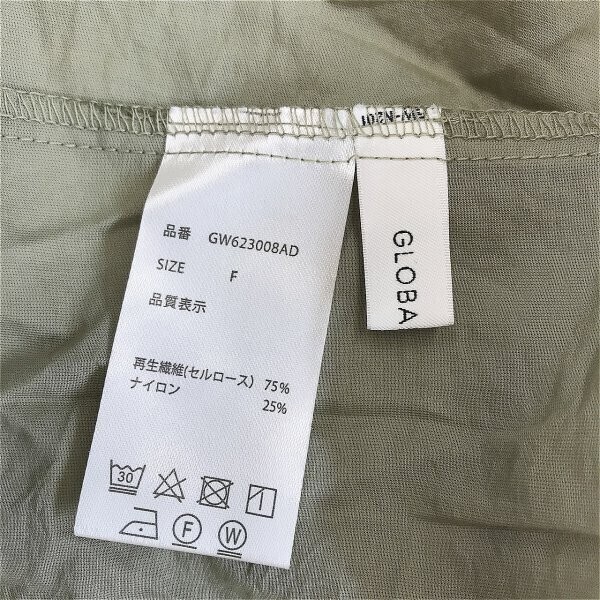 品番 GW623008AD
SIZE F
品質表示
再生繊維(セルロース) 75%
ナイロン 25%
30
F W
GLOBA